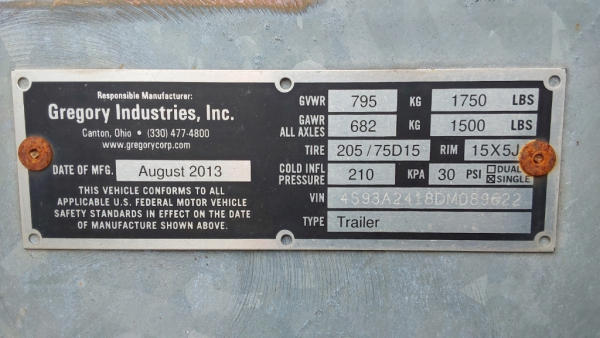 Responsible Manufacturer:
Gregory Industries, Inc.
Canton, Ohio • (330) 477-4800
www.gregorycorp.com
DATE OF MFG. August 2013
THIS VEHICLE CONFORMS TO ALL
APPLICABLE U.S. FEDERAL MOTOR VEHICLE
SAFETY STANDARDS IN EFFECT ON THE DATE
OF MANUFACTURE SHOWN ABOVE.
GVWR 795 KG 1750 LBS
GAWR
ALL AXLES 682 KG 1500 LBS
TIRE 205/75D15 RIM 15X5J
COLD INFL
PRESSURE 210 KPA 30 PSI ☐DUAL
☒SINGLE
VIN 4S93A2418DM089622
TYPE Trailer